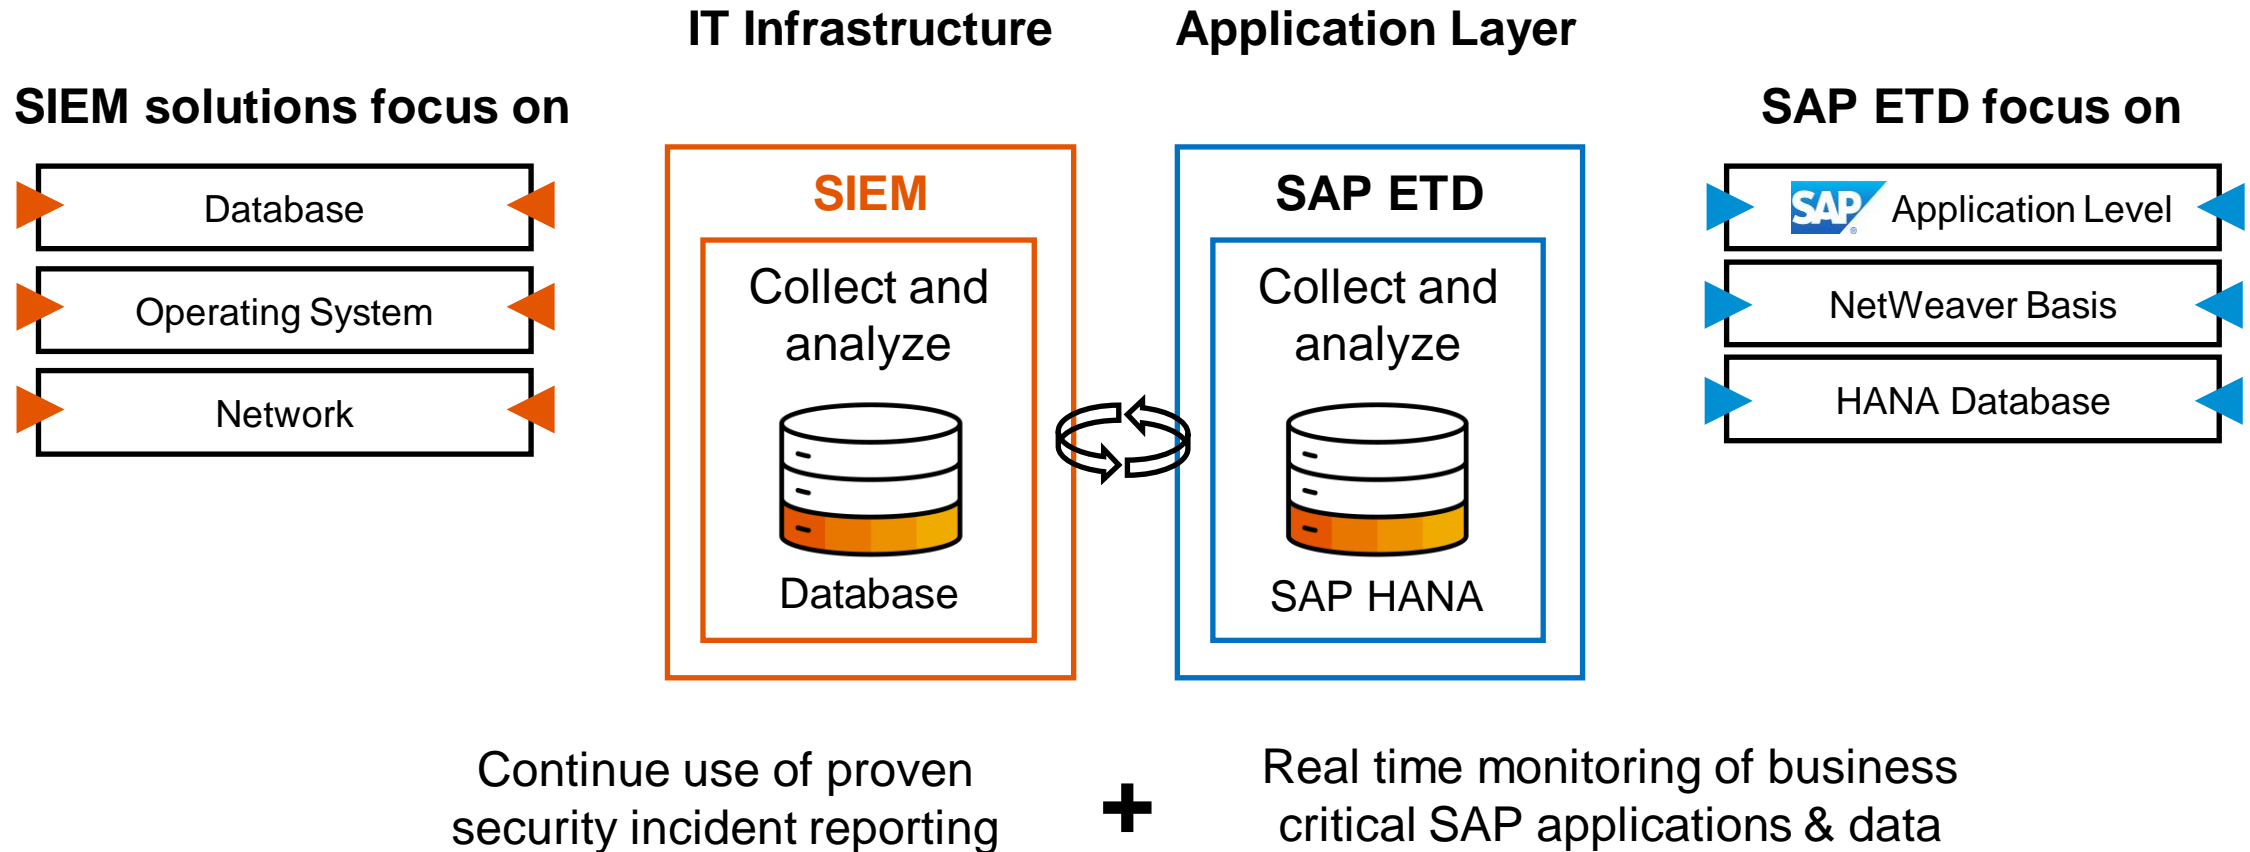 IT Infrastructure
Application Layer
SIEM solutions focus on
SAP ETD focus on
Database
Operating System
Network
SIEM
Collect and
analyze
Database
SAP ETD
Collect and
analyze
SAP HANA
SAP® Application Level
NetWeaver Basis
HANA Database
Continue use of proven
security incident reporting
+
Real time monitoring of business
critical SAP applications & data